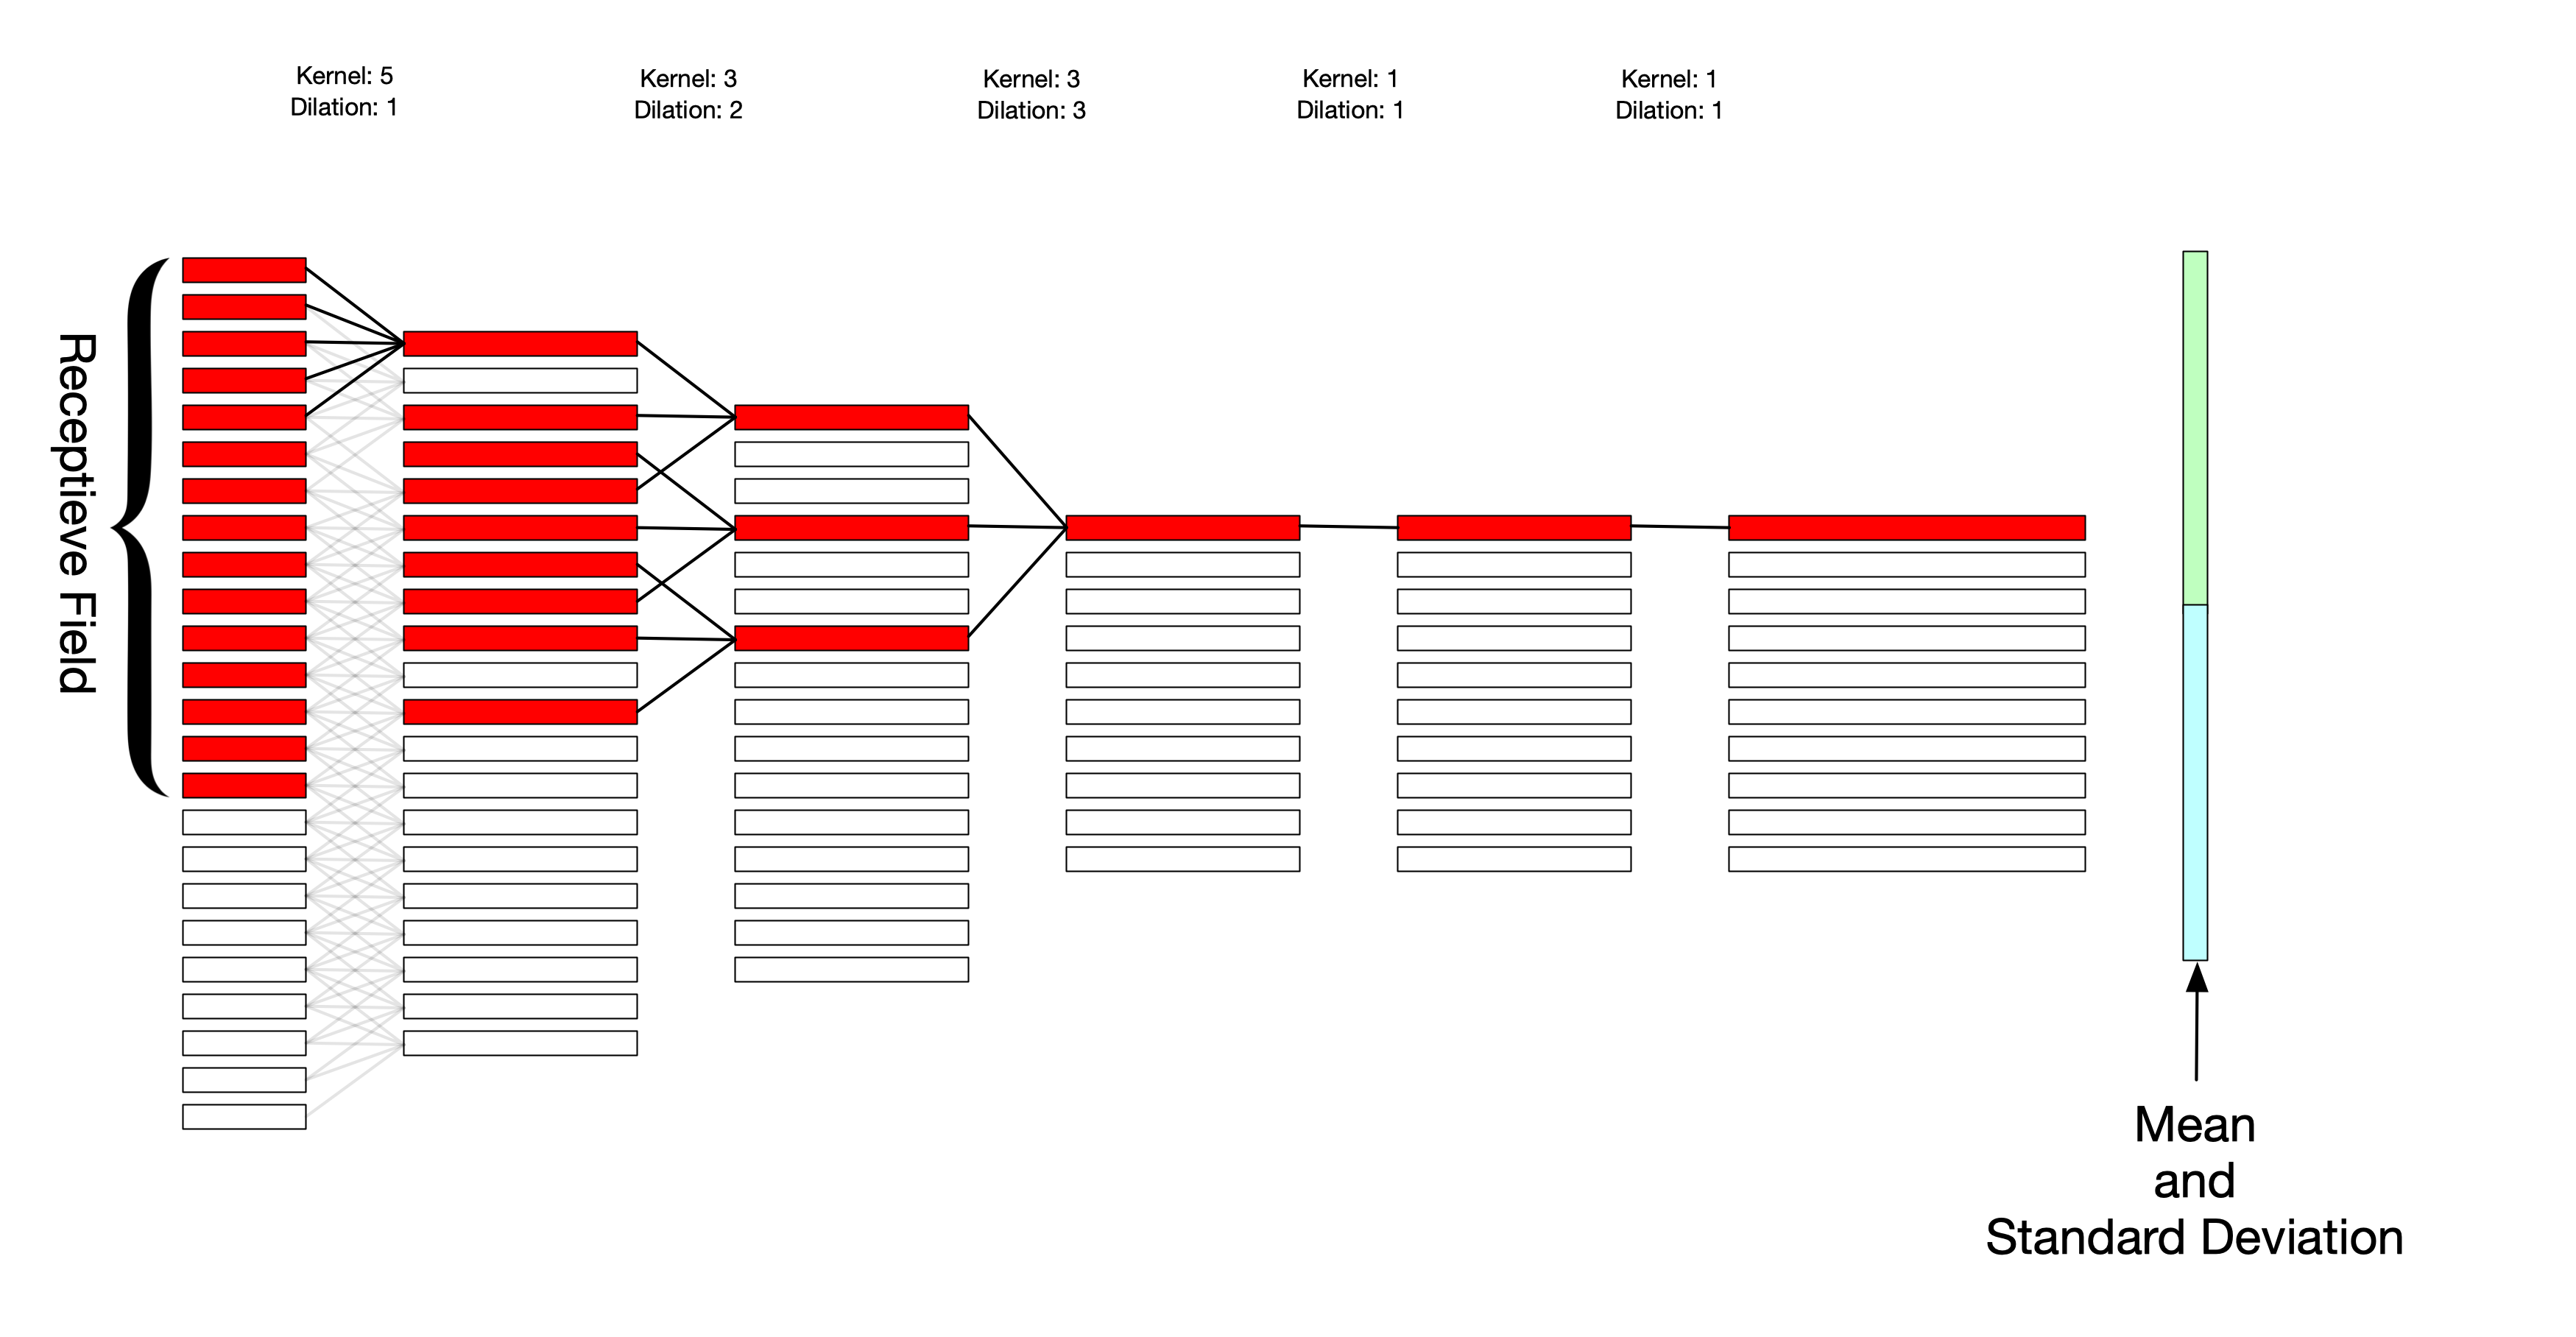 Kernel: 5
Dilation: 1
Kernel: 3
Dilation: 2
Kernel: 3
Dilation: 3
Kernel: 1
Dilation: 1
Kernel: 1
Dilation: 1
Receptieve Field
Mean
and
Standard Deviation